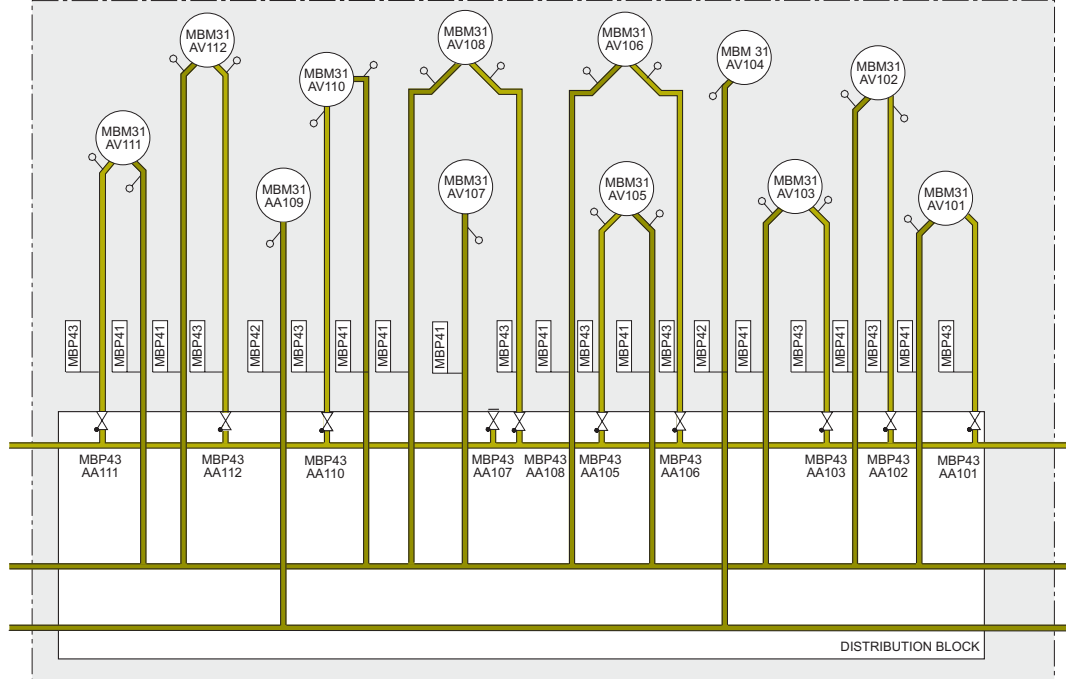 MBM31
AV112
MBM31
AV108
MBM31
AV106
MBM 31
AV104
MBM31
AV110
MBM31
AV102
MBM31
AV111
MBM31
AA109
MBM31
AV107
MBM31
AV105
MBM31
AV103
MBM31
AV101
MBP43
MBP41
MBP41
MBP43
MBP42
MBP43
MBP41
MBP41
MBP41
MBP43
MBP41
MBP43
MBP41
MBP43
MBP42
MBP41
MBP43
MBP41
MBP43
MBP41
MBP43
MBP43
AA111
MBP43
AA112
MBP43
AA110
MBP43
AA107
MBP43
AA108
MBP43
AA105
MBP43
AA106
MBP43
AA103
MBP43
AA102
MBP43
AA101
DISTRIBUTION BLOCK